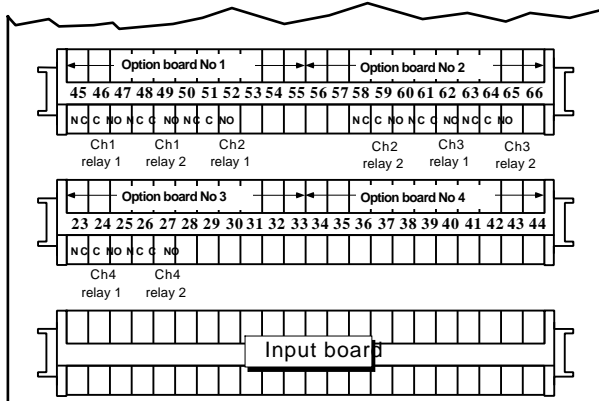 Option board No 1 Option board No 2
45 46 47 48 49 50 51 52 53 54 55 56 57 58 59 60 61 62 63 64 65 66
NC C NO NC C NO NC C NO NC C NO NC C NO NC C NO
Ch1 Ch1 Ch2 Ch2 Ch3 Ch3
relay 1 relay 2 relay 1 relay 2 relay 1 relay 2
Option board No 3 Option board No 4
23 24 25 26 27 28 29 30 31 32 33 34 35 36 37 38 39 40 41 42 43 44
NC C NO NC C NO
Ch4 Ch4
relay 1 relay 2
Input board